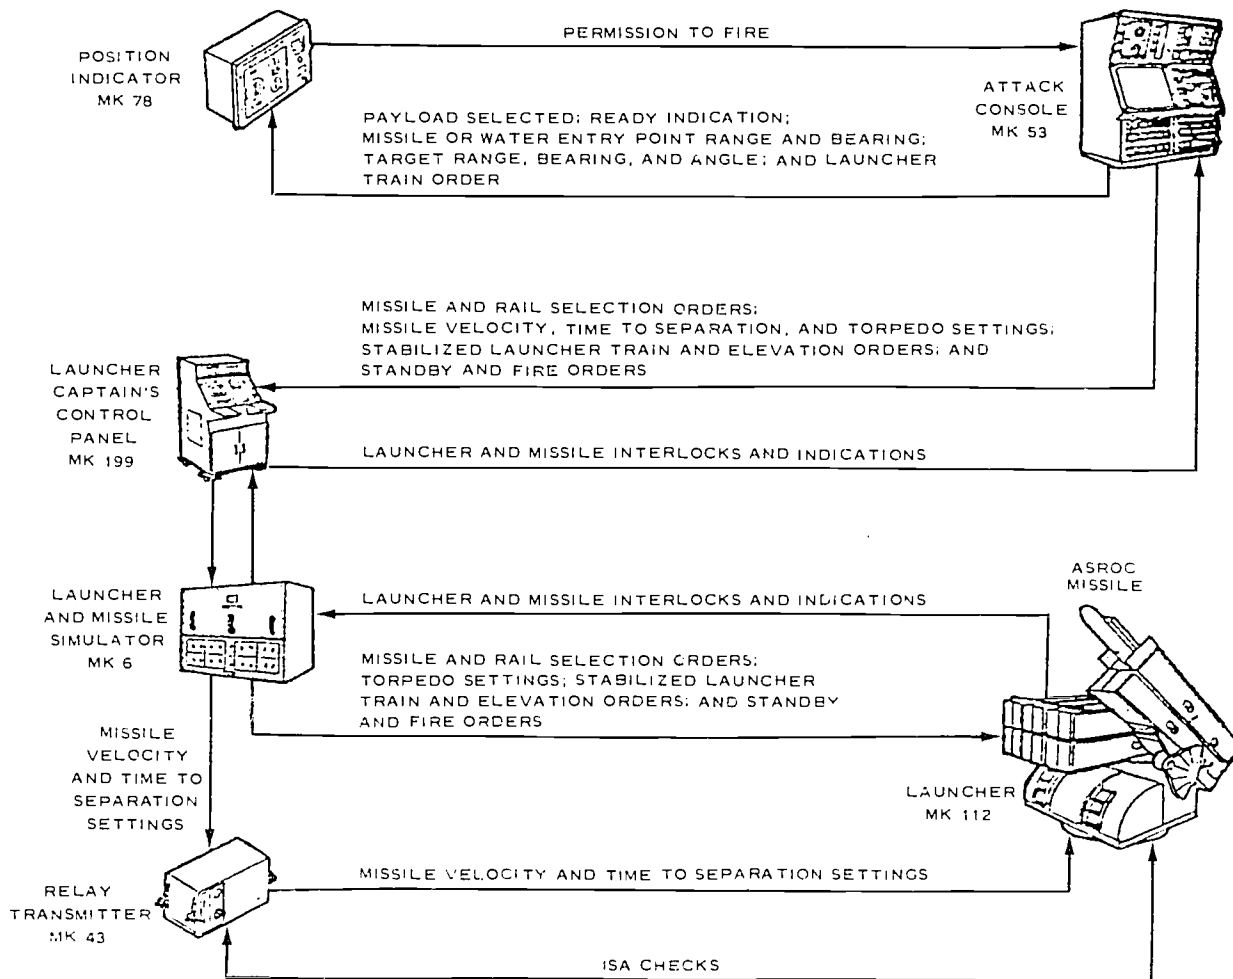 PERMISSION TO FIRE
POSITION
INDICATOR
MK 78
ATTACK
CONSOLE
MK 53
PAYLOAD SELECTED; READY INDICATION;
MISSILE OR WATER ENTRY POINT RANGE AND BEARING;
TARGET RANGE, BEARING, AND ANGLE; AND LAUNCHER
TRAIN ORDER
MISSILE AND RAIL SELECTION ORDERS;
MISSILE VELOCITY, TIME TO SEPARATION, AND TORPEDO SETTINGS;
STABILIZED LAUNCHER TRAIN AND ELEVATION ORDERS; AND
STANDBY AND FIRE ORDERS
LAUNCHER
CAPTAIN'S
CONTROL
PANEL
MK 199
LAUNCHER AND MISSILE INTERLOCKS AND INDICATIONS
ASROC
MISSILE
LAUNCHER
AND MISSILE
SIMULATOR
MK 6
LAUNCHER AND MISSILE INTERLOCKS AND INDICATIONS
MISSILE AND RAIL SELECTION ORDERS;
TORPEDO SETTINGS; STABILIZED LAUNCHER
TRAIN AND ELEVATION ORDERS; AND STANDBY
AND FIRE ORDERS
MISSILE
VELOCITY
AND TIME TO
SEPARATION
SETTINGS
LAUNCHER
MK 112
MISSILE VELOCITY AND TIME TO SEPARATION SETTINGS
RELAY
TRANSMITTER
MK 43
ISA CHECKS